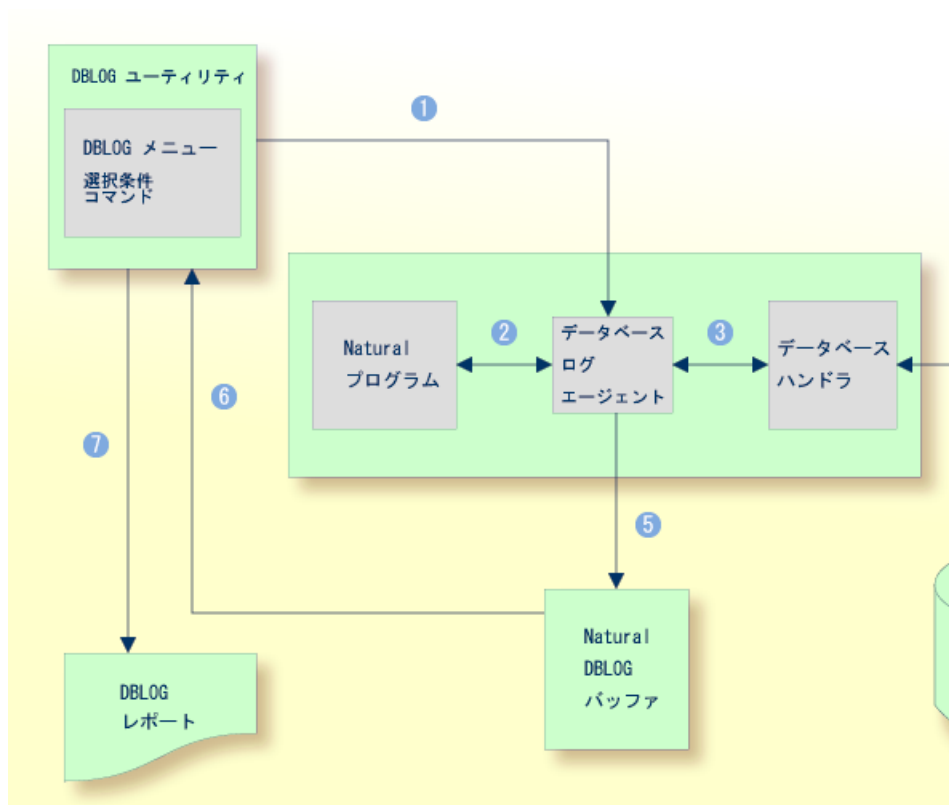 DBLOG ユーティリティ
DBLOG メニュー
選択条件
コマンド
1
Natural
プログラム
2
データベース
ログ
エージェント
3
データベース
ハンドラ
6
7
5
Natural
DBLOG
バッファ
DBLOG
レポート